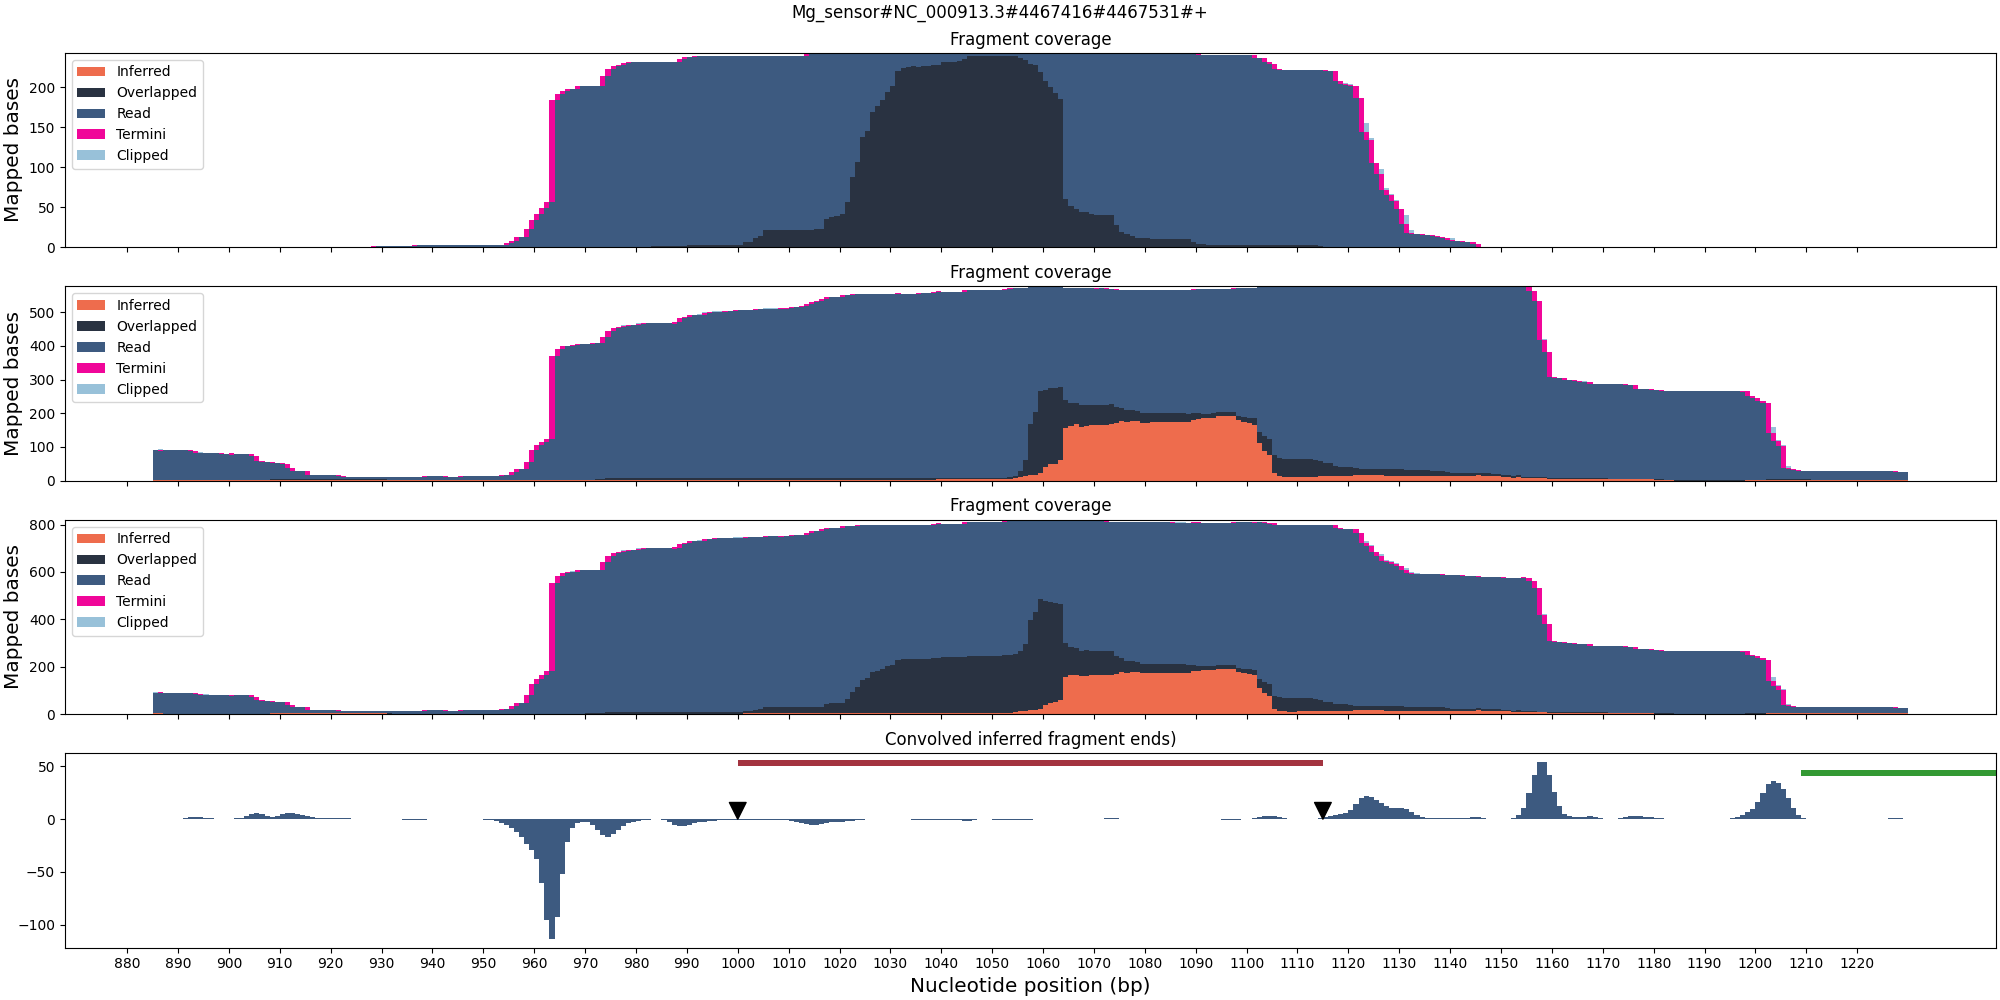 Mg_sensor#NC_000913.3#4467416#4467531#+
Fragment coverage
Mapped bases
200
150
100
50
0
Inferred
Overlapped
Read
Termini
Clipped
Fragment coverage
Mapped bases
500
400
300
200
100
0
Inferred
Overlapped
Read
Termini
Clipped
Fragment coverage
Mapped bases
800
600
400
200
0
Inferred
Overlapped
Read
Termini
Clipped
Convolved inferred fragment ends)
50
0
−50
−100
880 890 900 910 920 930 940 950 960 970 980 990 1000 1010 1020 1030 1040 1050 1060 1070 1080 1090 1100 1110 1120 1130 1140 1150 1160 1170 1180 1190 1200 1210 1220
Nucleotide position (bp)